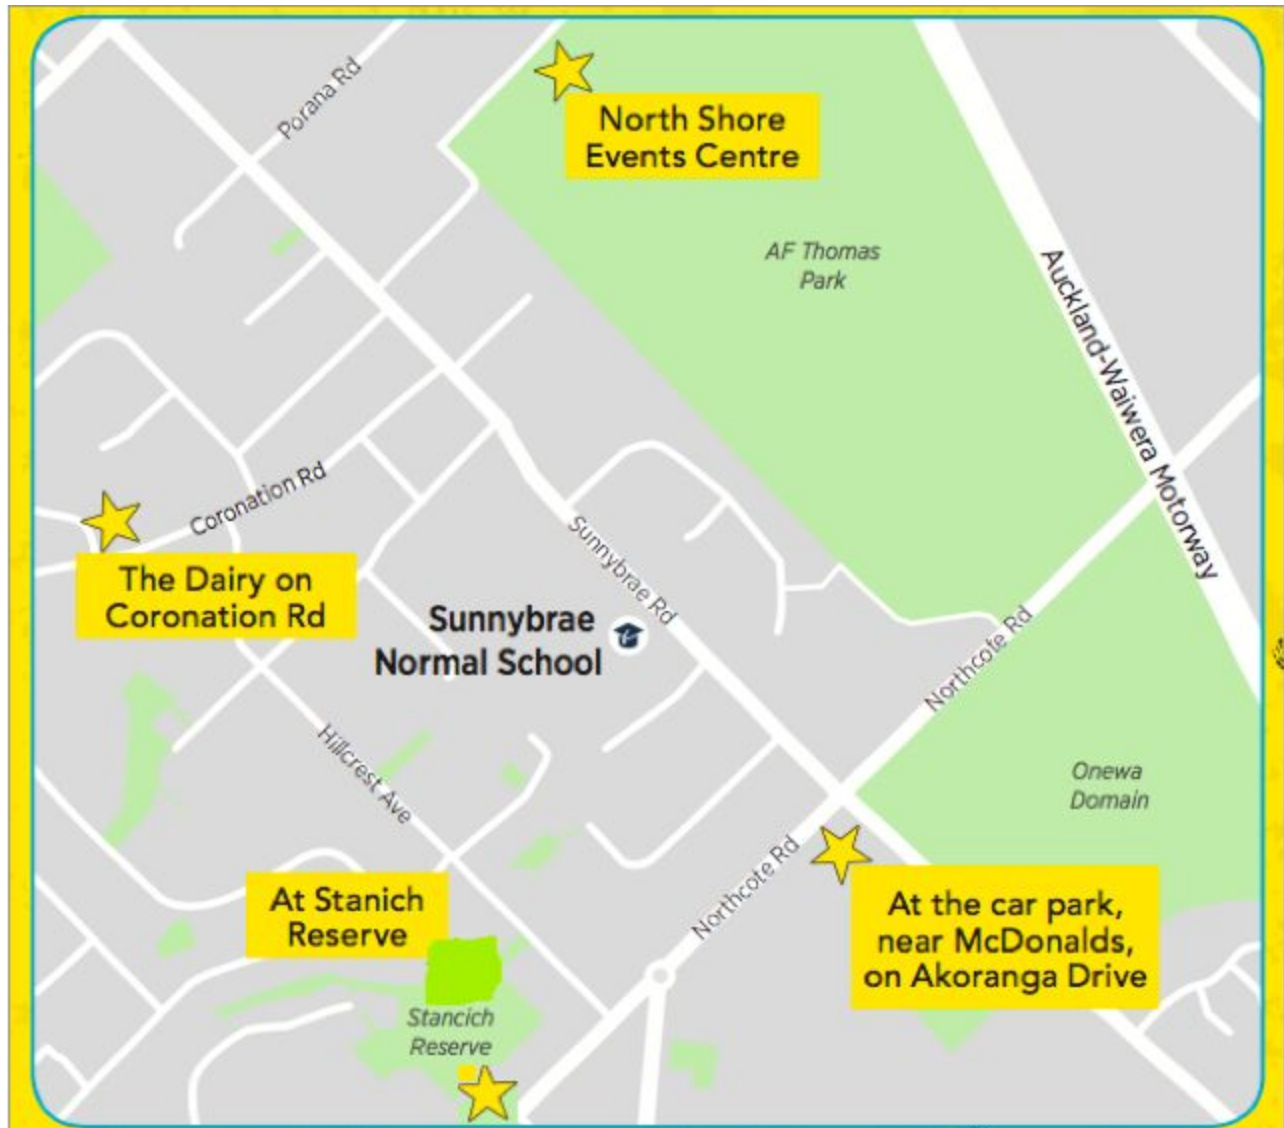 Porana Rd
North Shore
Events Centre
AF Thomas
Park
Auckland-Waiwera Motorway
Coronation Rd
The Dairy on
Coronation Rd
Sunnybrae Rd
Sunnybrae
Normal School
Northcote Rd
Hillcrest Ave
Onewa
Domain
Northcote Rd
At Stanich
Reserve
At the car park,
near McDonalds,
on Akoranga Drive
Stancich
Reserve